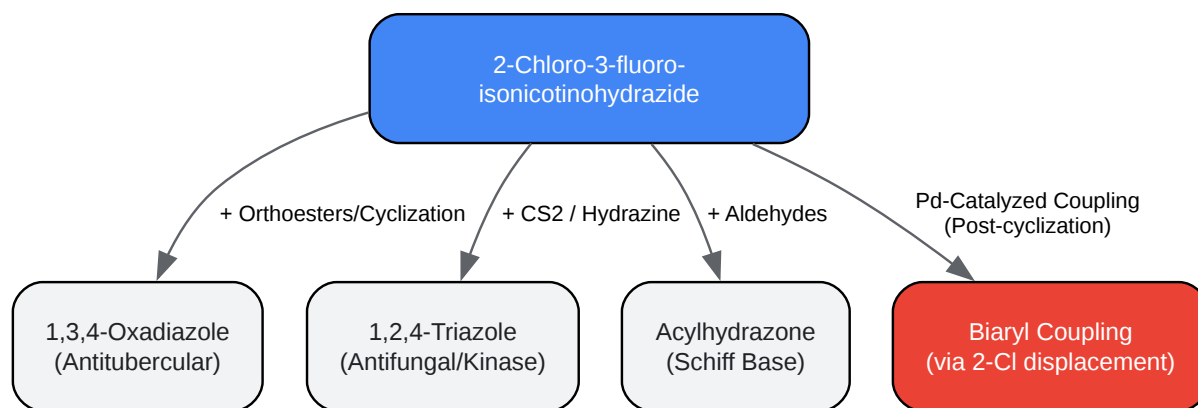 2-Chloro-3-fluoro-
isonicotinohydrazide
+ Orthoesters/Cyclization
+ CS2 / Hydrazine
+ Aldehydes
Pd-Catalyzed Coupling
(Post-cyclization)
1,3,4-Oxadiazole
(Antitubercular)
1,2,4-Triazole
(Antifungal/Kinase)
Acylhydrazone
(Schiff Base)
Biaryl Coupling
(via 2-Cl displacement)